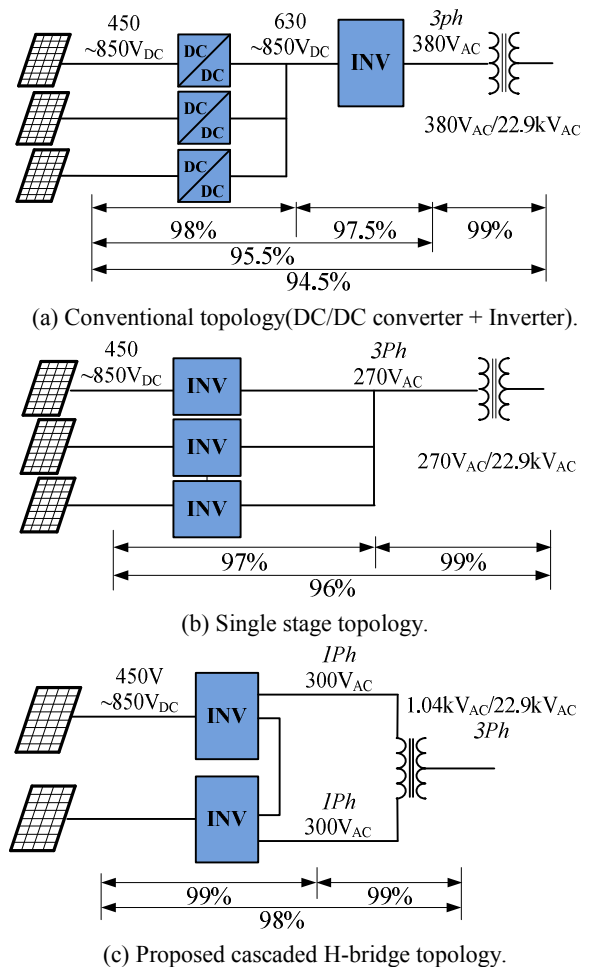 450
~850VDC
630
~850VDC
3ph
380VAC
DC
DC
INV
DC
DC
DC
DC
380VAC/22.9kVAC
98%
97.5%
99%
95.5%
94.5%
(a) Conventional topology(DC/DC converter + Inverter).
450
~850VDC
3Ph
270VAC
INV
INV
INV
270VAC/22.9kVAC
97%
99%
96%
(b) Single stage topology.
450V
~850VDC
1Ph
300VAC
INV
1.04kVAC/22.9kVAC
3Ph
INV
1Ph
300VAC
99%
99%
98%
(c) Proposed cascaded H-bridge topology.